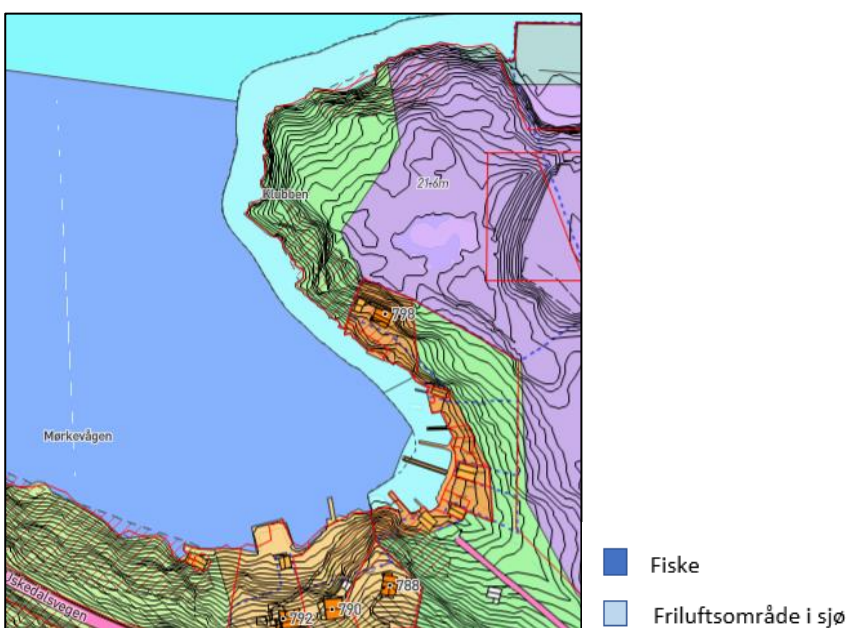 21.6m
Klubben
798
Mørkevågen
Uskedalsvegen
788
790
792
Fiske
Friluftsområde i sjø